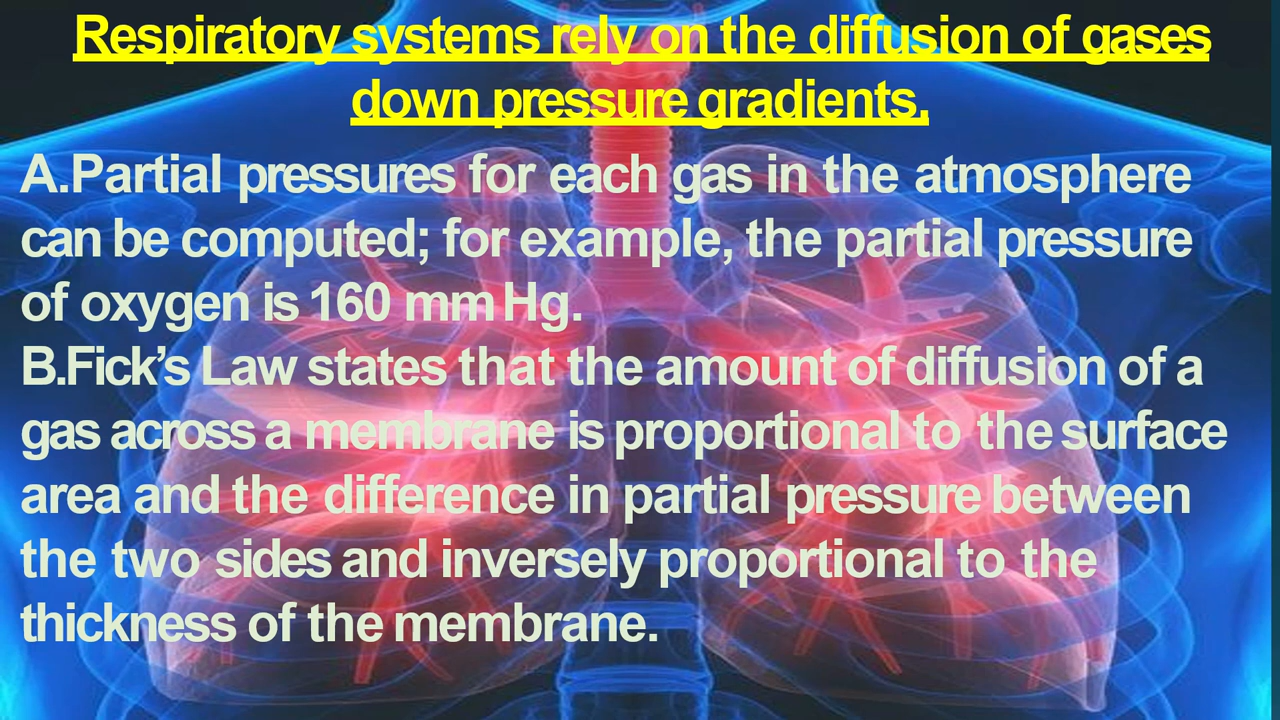 Respiratory systems rely on the diffusion of gases
down pressure gradients.
A.Partial pressures for each gas in the atmosphere
can be computed; for example, the partial pressure
of oxygen is 160 mm Hg.
B.Fick’s Law states that the amount of diffusion of a
gas across a membrane is proportional to the surface
area and the difference in partial pressure between
the two sides and inversely proportional to the
thickness of the membrane.